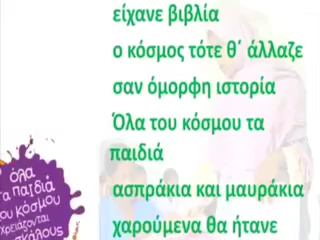 είχανε βιβλία
ο κόσμος τότε θ΄ άλλαζε
σαν όμορφη ιστορία
Όλα του κόσμου τα
παιδιά
ασπράκια και μαυράκια
χαρούμενα θα ήτανε
όλα
τα παιδιά
του κόσμου
χρειάζονται